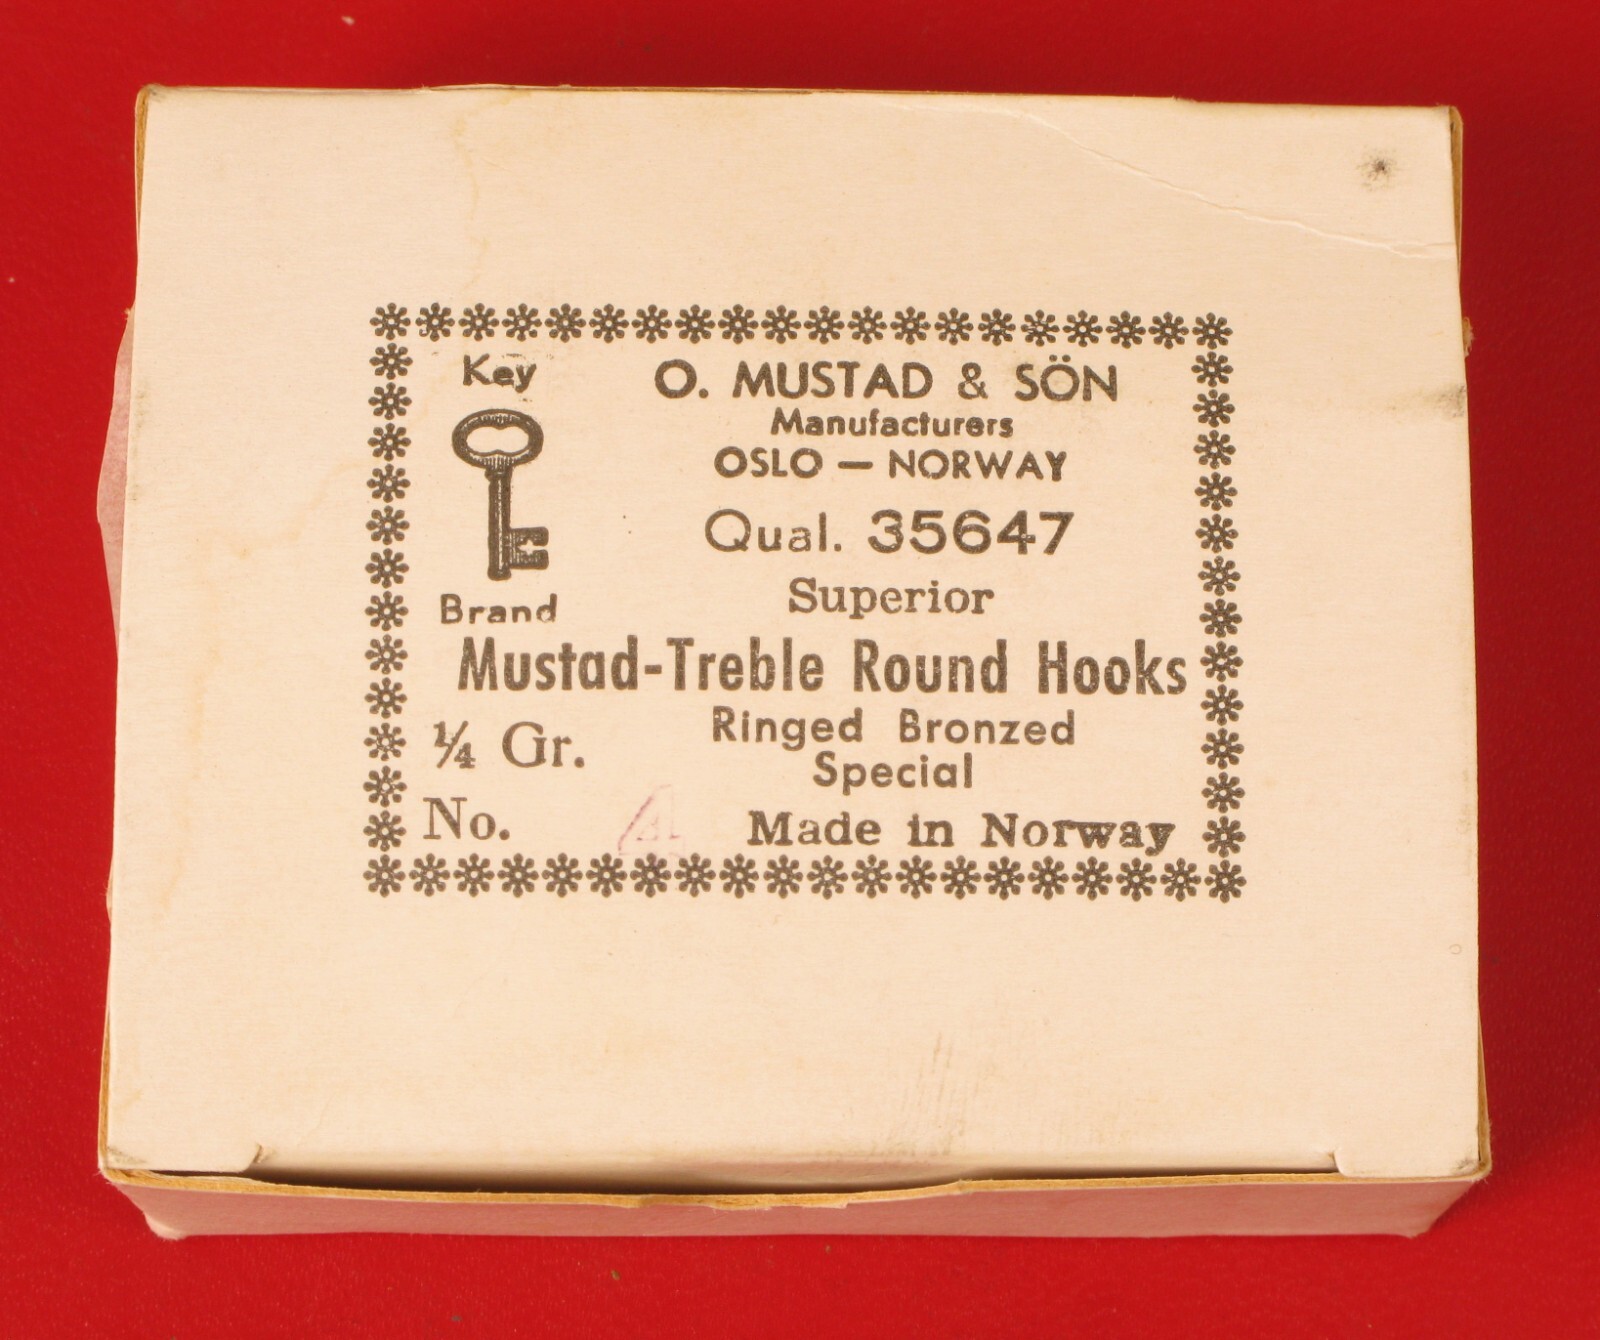 Key
Brand
O. MUSTAD & SÖN
Manufacturers
OSLO — NORWAY
Qual. 35647
Superior
Mustad-Treble Round Hooks
Ringed Bronzed
Special
¼ Gr.
No. 4
Made in Norway